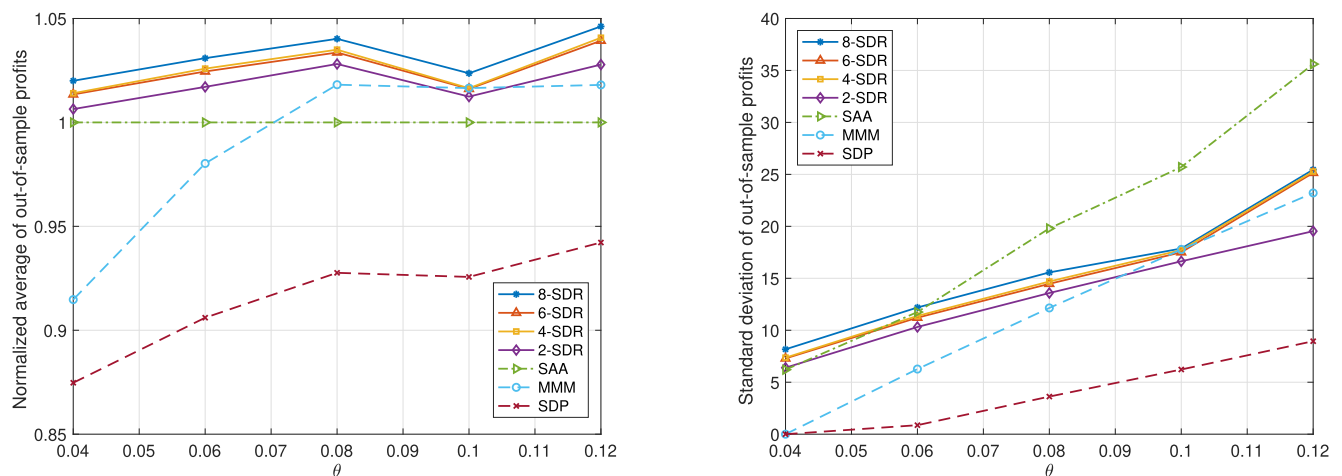 1.05
1
0.95
0.9
0.85
Normalized average of out-of-sample profits
8-SDR
6-SDR
4-SDR
2-SDR
SAA
MMM
SDP
0.04 0.05 0.06 0.07 0.08 0.09 0.1 0.11 0.12
θ
40
35
30
25
20
15
10
5
0
Standard deviation of out-of-sample profits
8-SDR
6-SDR
4-SDR
2-SDR
SAA
MMM
SDP
0.04 0.05 0.06 0.07 0.08 0.09 0.1 0.11 0.12
θ